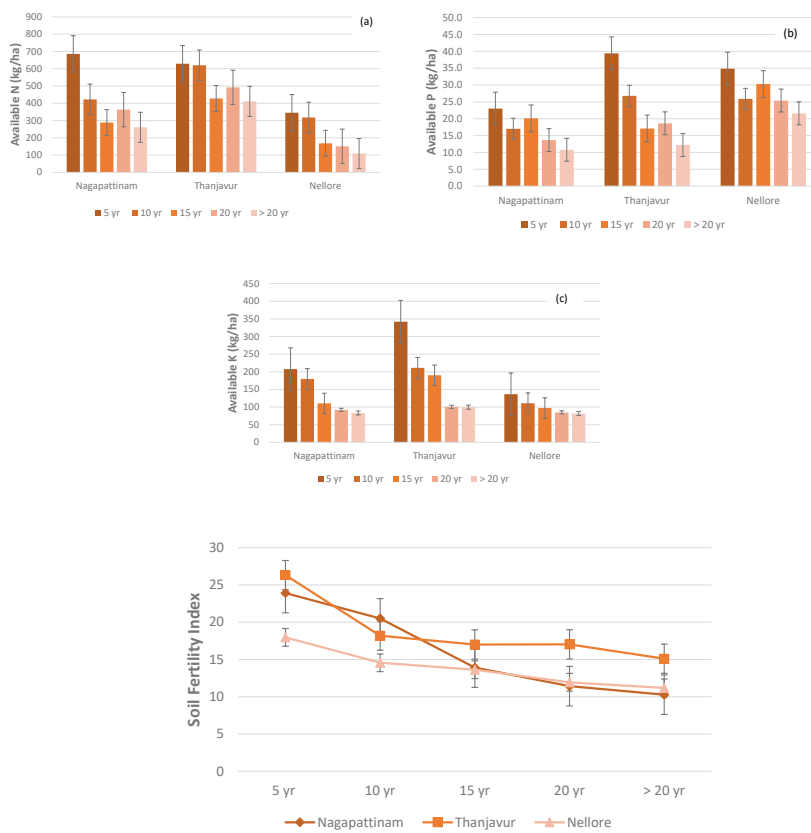 (a)
Available N (kg/ha)
900
800
700
600
500
400
300
200
100
0
Nagapattinam Thanjavur Nellore
5 yr 10 yr 15 yr 20 yr > 20 yr
(b)
Available P (kg/ha)
45.0
40.0
35.0
30.0
25.0
20.0
15.0
10.0
5.0
0.0
Nagapattinam Thanjavur Nellore
5 yr 10 yr 15 yr 20 yr > 20 yr
(c)
Available K (kg/ha)
450
400
350
300
250
200
150
100
50
0
Nagapattinam Thanjavur Nellore
5 yr 10 yr 15 yr 20 yr > 20 yr
Soil Fertility Index
30
25
20
15
10
5
0
5 yr 10 yr 15 yr 20 yr > 20 yr
Nagapattinam Thanjavur Nellore